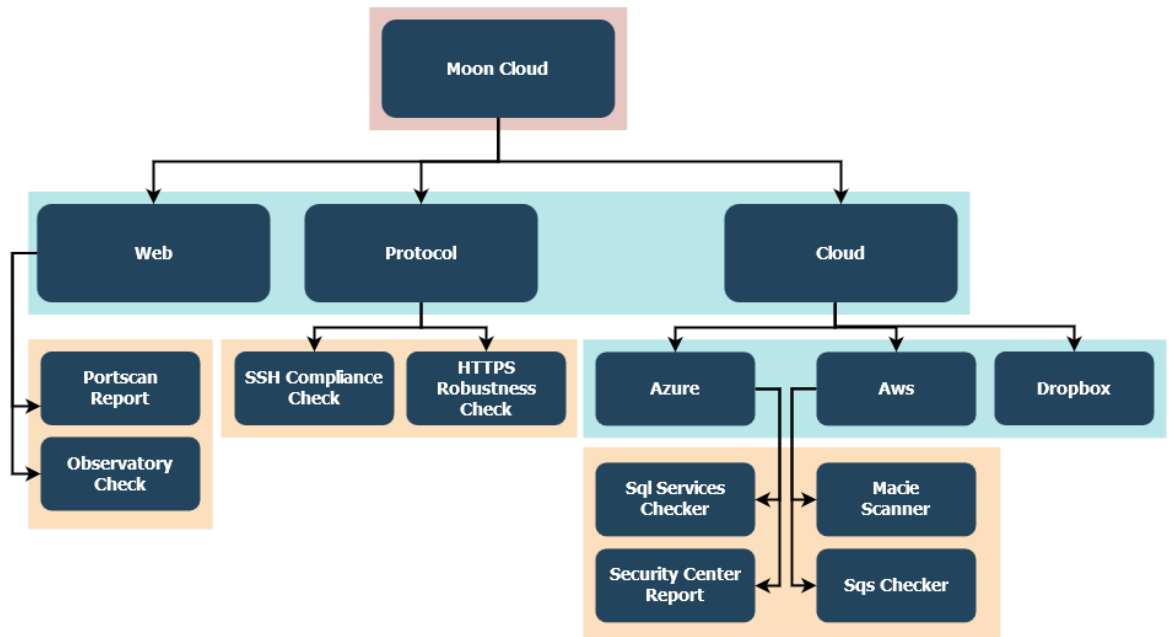 Moon Cloud
Web
Protocol
Cloud
Portscan
Report
Observatory
Check
SSH Compliance
Check
HTTPS
Robustness
Check
Azure
Aws
Dropbox
Sql Services
Checker
Macie
Scanner
Security Center
Report
Sqs Checker